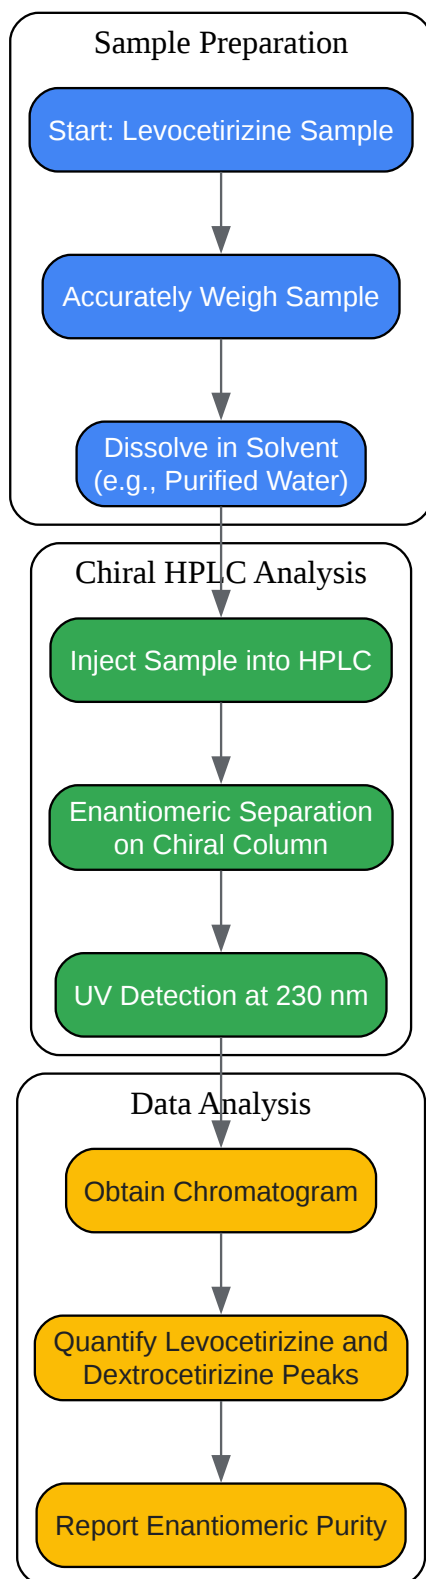 Sample Preparation
Start: Levocetirizine Sample
Accurately Weigh Sample
Dissolve in Solvent
(e.g., Purified Water)
Chiral HPLC Analysis
Inject Sample into HPLC
Enantiomeric Separation
on Chiral Column
UV Detection at 230 nm
Data Analysis
Obtain Chromatogram
Quantify Levocetirizine and
Dextrocetirizine Peaks
Report Enantiomeric Purity